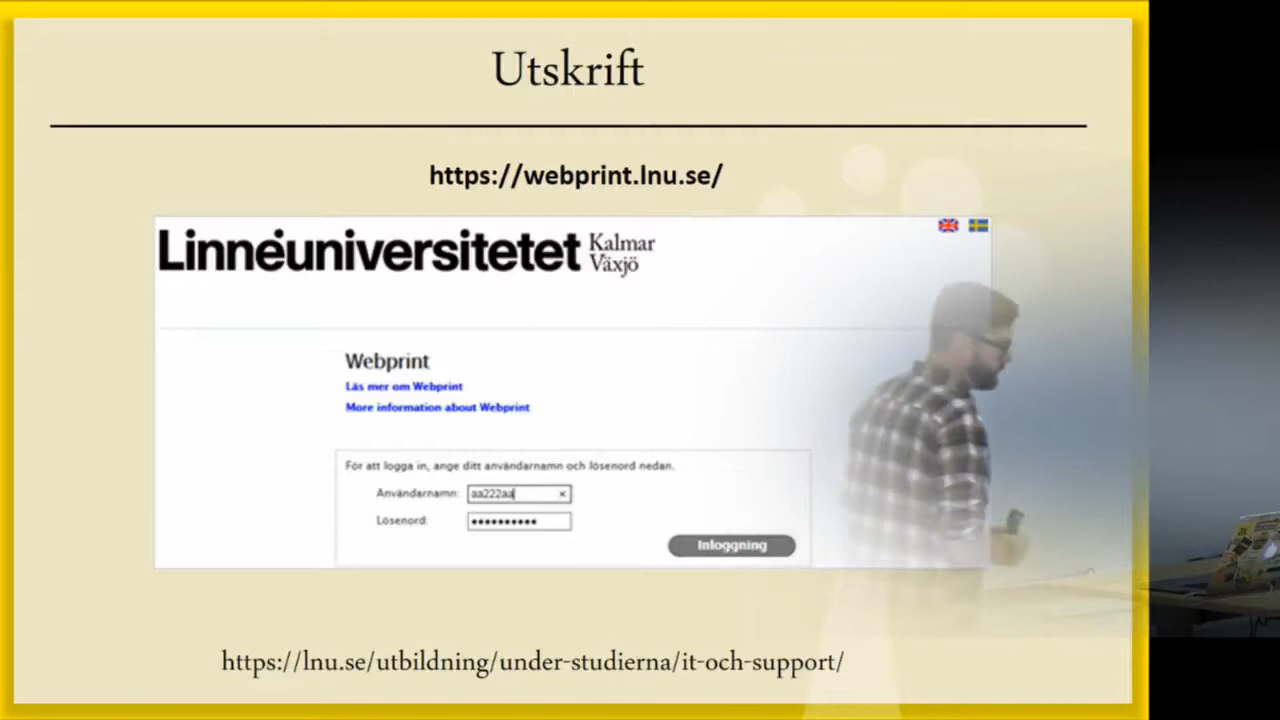 Utskrift
https://webprint.lnu.se/
Linnéuniversitetet Kalmar Växjö
Webprint
Läs mer om Webprint
More information about Webprint
För att logga in, ange ditt användarnamn och lösenord nedan.
Användarnamn: aa222aa ×
Lösenord: ••••••••••
Inloggning
https://lnu.se/utbildning/under-studierna/it-och-support/